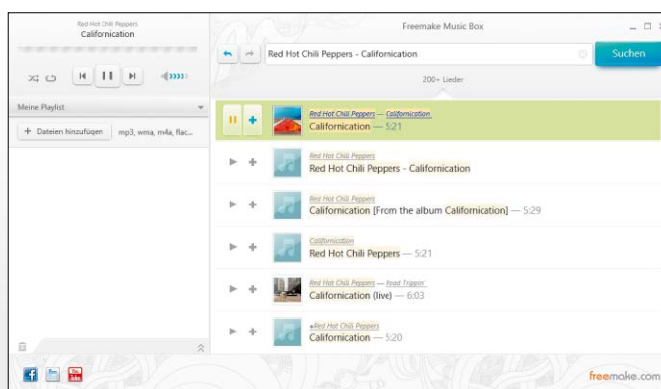 Red Hot Chili Peppers
Californication
Freemake Music Box
Red Hot Chili Peppers - Californication
Suchen
200+ Lieder
Meine Playlist
+ Dateien hinzufügen
mp3, wma, m4a, flac...
Red Hot Chili Peppers — Californication
Californication — 5:21
Red Hot Chili Peppers
Red Hot Chili Peppers - Californication
Red Hot Chili Peppers
Californication [From the album Californication] — 5:29
Californication
Red Hot Chili Peppers — 5:21
Red Hot Chili Peppers — Road Trippin'
Californication (live) — 6:03
Red Hot Chili Peppers
Californication — 5:20
freemake.com